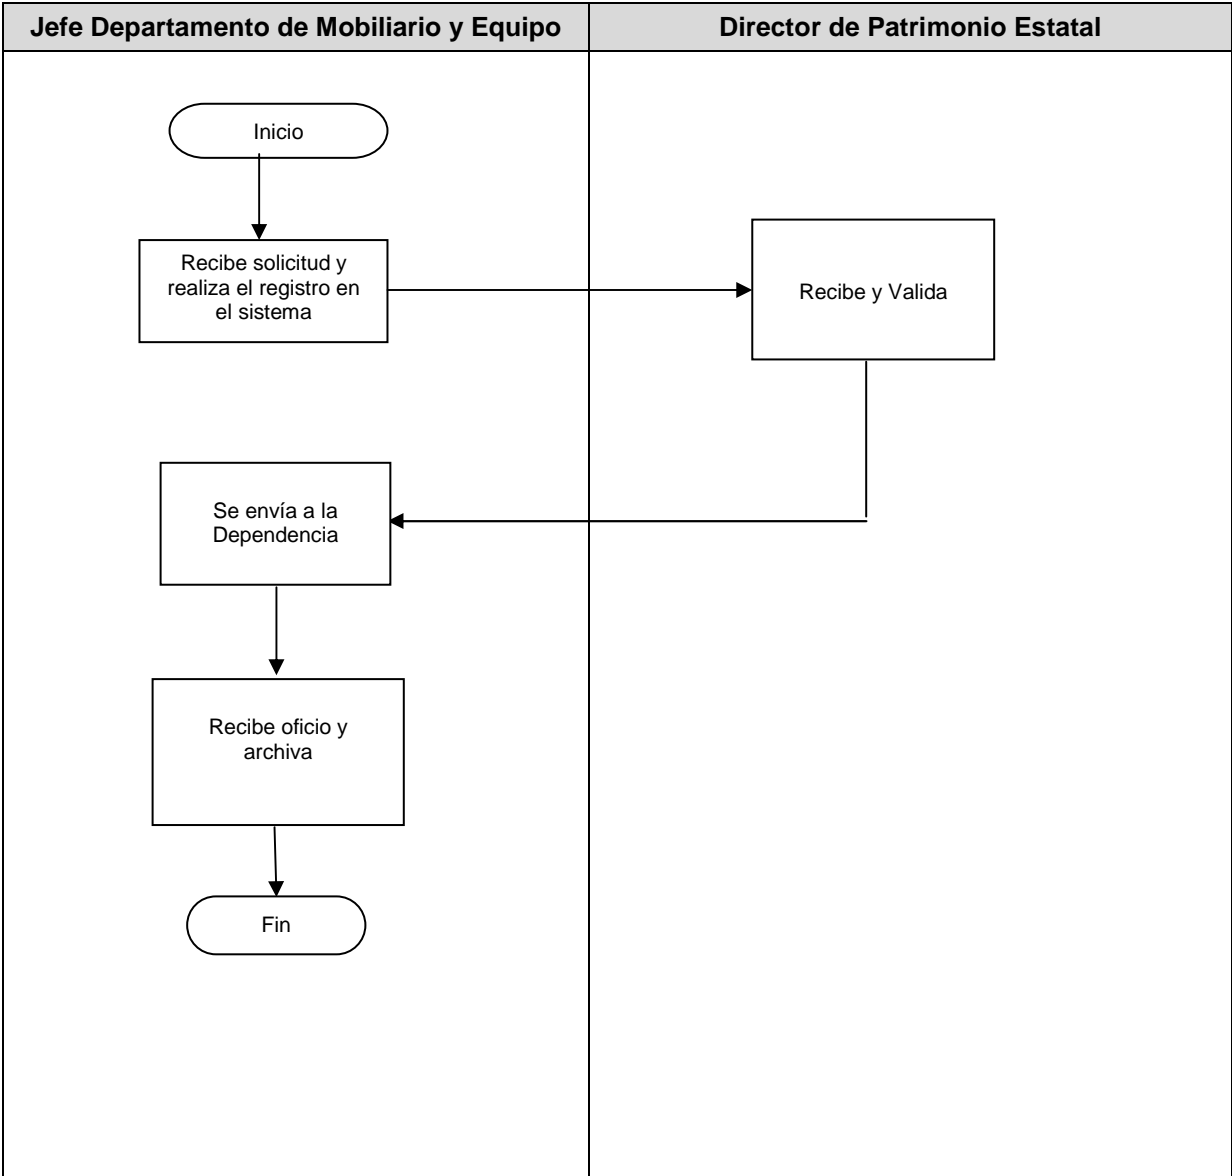 Jefe Departamento de Mobiliario y Equipo
Director de Patrimonio Estatal
Inicio
Recibe solicitud y
realiza el registro en
el sistema
Recibe y Valida
Se envía a la
Dependencia
Recibe oficio y
archiva
Fin